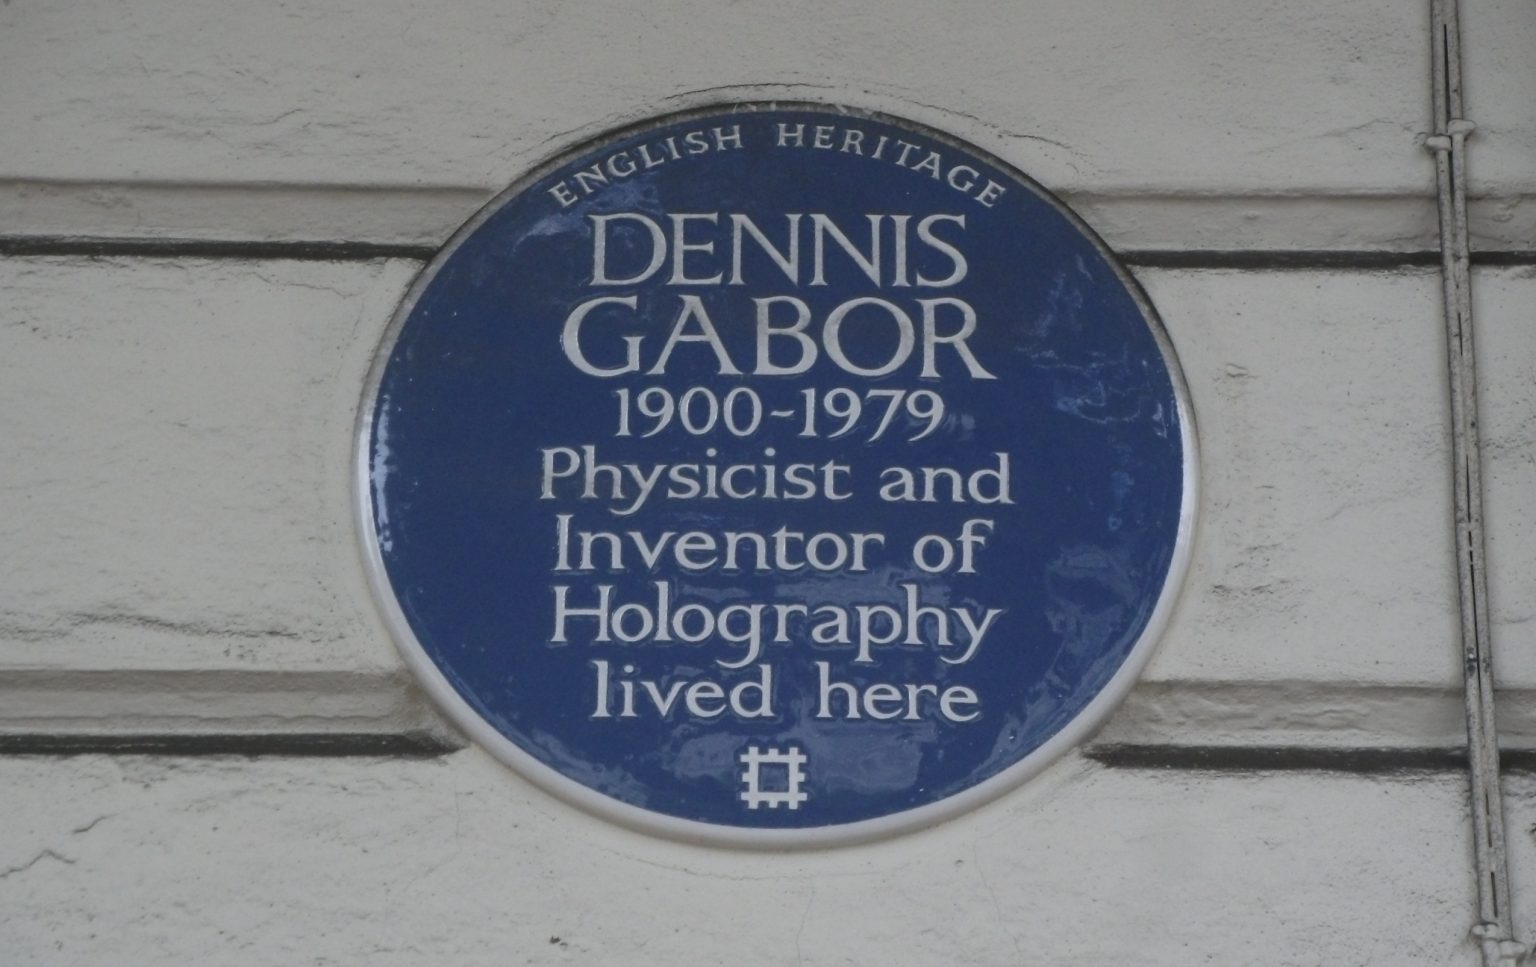 ENGLISH HERITAGE
DENNIS
GABOR
1900-1979
Physicist and
Inventor of
Holography
lived here